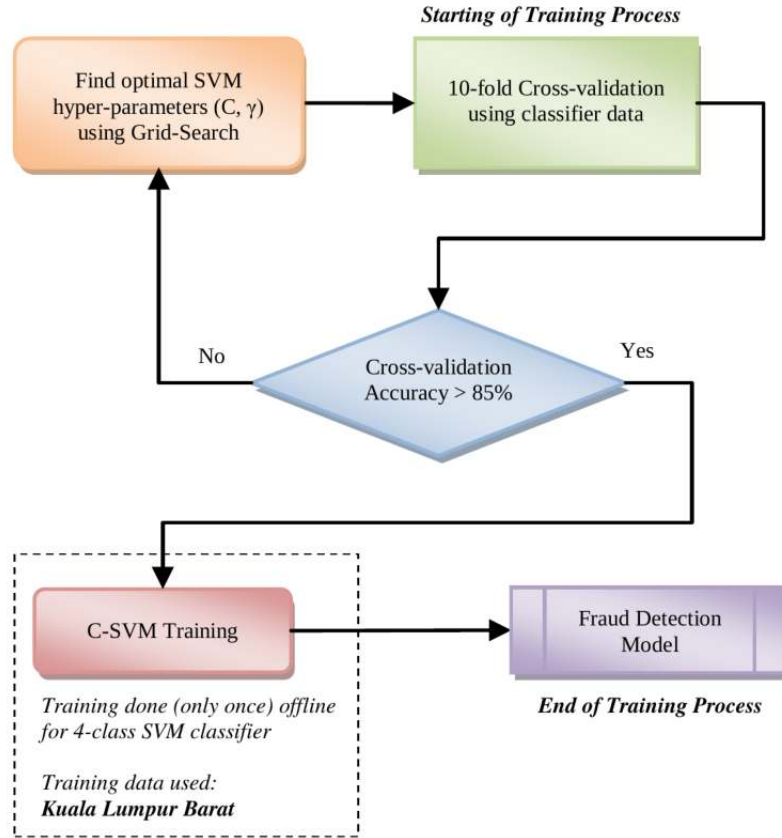 Starting of Training Process
Find optimal SVM
hyper-parameters (C, γ)
using Grid-Search
10-fold Cross-validation
using classifier data
No
Cross-validation
Accuracy > 85%
Yes
C-SVM Training
Fraud Detection
Model
Training done (only once) offline
for 4-class SVM classifier
End of Training Process
Training data used:
Kuala Lumpur Barat